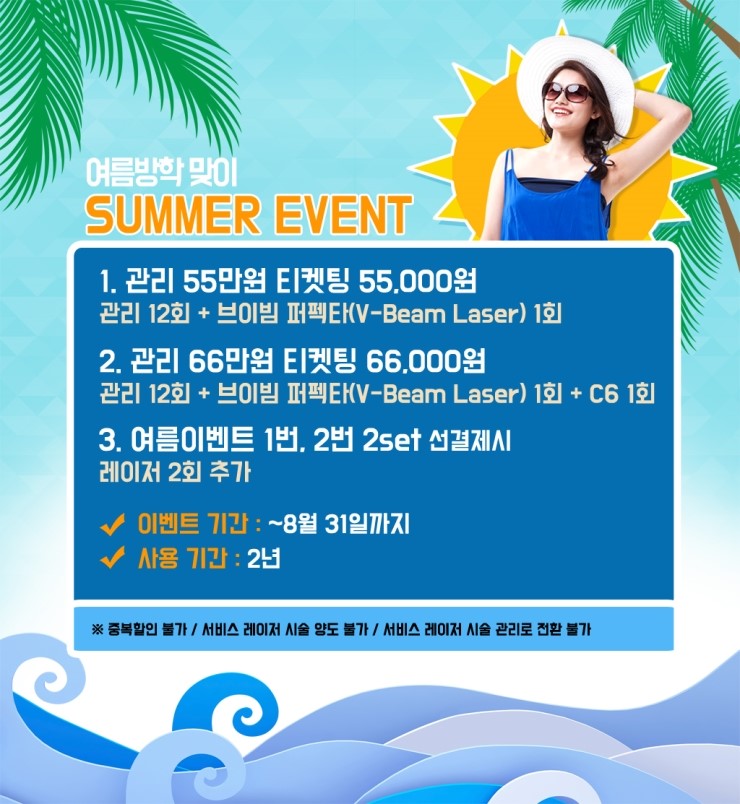 여름방학 맞이
SUMMER EVENT
1. 관리 55만원 티켓팅 55,000원
관리 12회 + 브이빔 퍼펙타(V-Beam Laser) 1회
2. 관리 66만원 티켓팅 66,000원
관리 12회 + 브이빔 퍼펙타(V-Beam Laser) 1회 + C6 1회
3. 여름이벤트 1번, 2번 2set 선결제시
레이저 2회 추가
이벤트 기간 : ~8월 31일까지
사용 기간 : 2년
※ 중복할인 불가 / 서비스 레이저 시술 양도 불가 / 서비스 레이저 시술 관리로 전환 불가